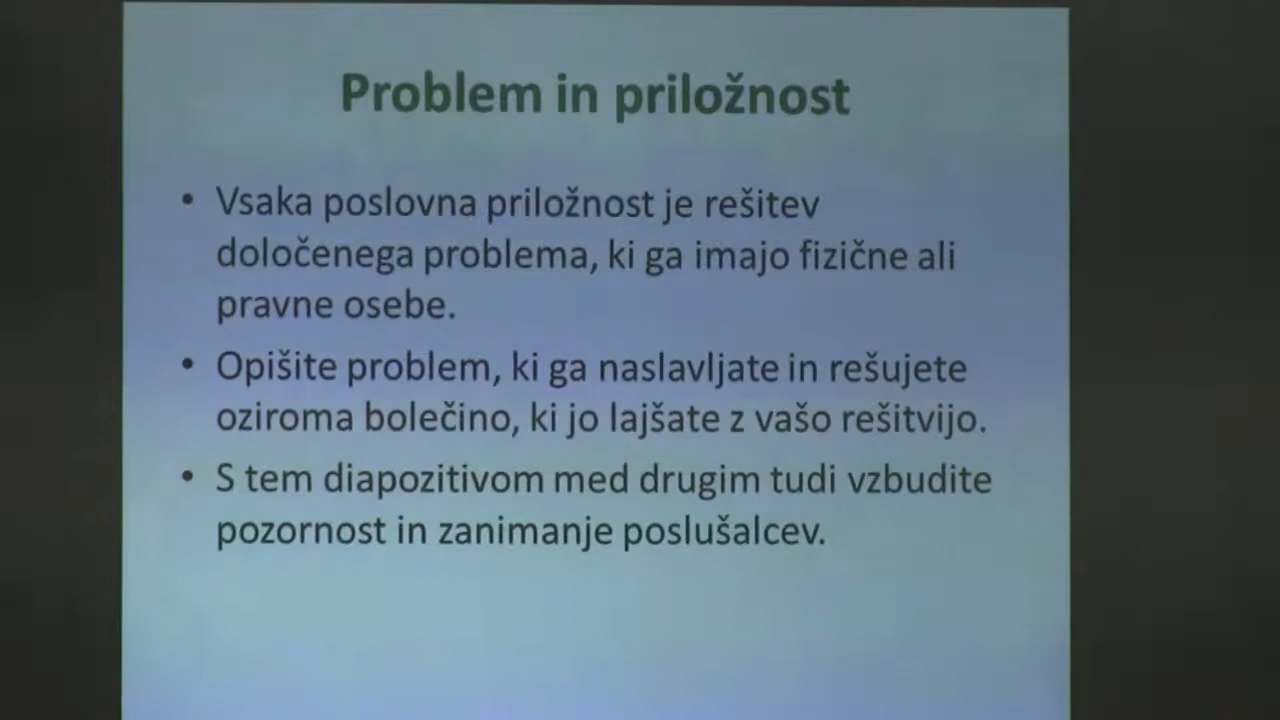 Problem in priložnost
• Vsaka poslovna priložnost je rešitev
določenega problema, ki ga imajo fizične ali
pravne osebe.
• Opišite problem, ki ga naslavljate in rešujete
oziroma bolečino, ki jo lajšate z vašo rešitvijo.
• S tem diapozitivom med drugim tudi vzbudite
pozornost in zanimanje poslušalcev.